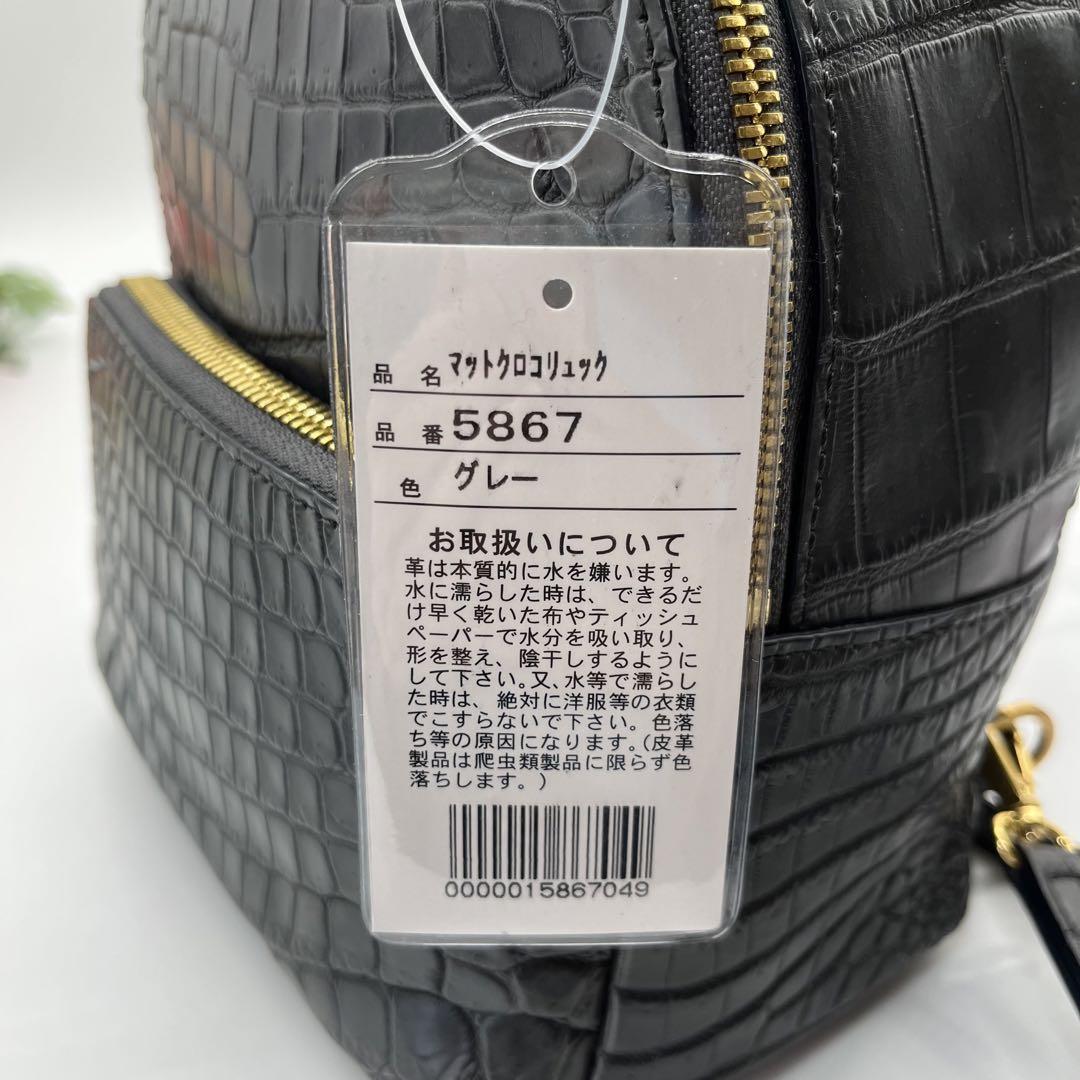 品 名 ﾏｯﾄｸﾛｺﾘｭｯｸ
品 番 5867
色 グレー
お取扱いについて
革は本質的に水を嫌います。
水に濡らした時は、できるだ
け早く乾いた布やティッシュ
ペーパーで水分を吸い取り、
形を整え、陰干しするように
して下さい。又、水等で濡らし
た時は、絶対に洋服等の衣類
でこすらないで下さい。色落
ち等の原因になります。(皮革
製品は爬虫類製品に限らず色
落ちします。)
0000015867049